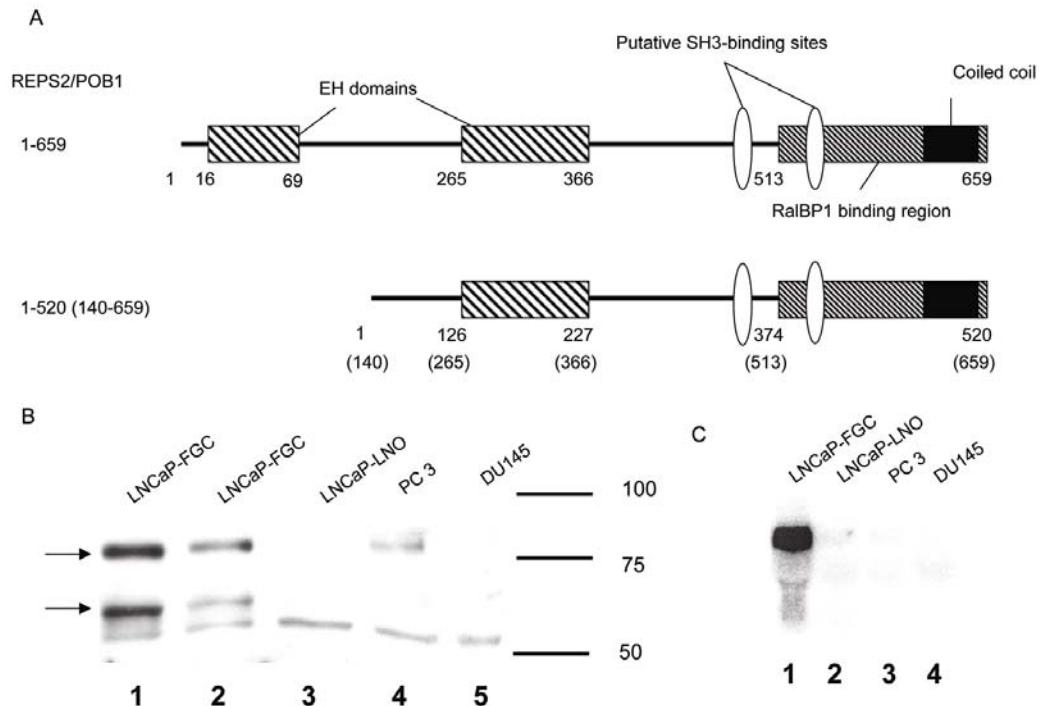 A
Putative SH3-binding sites
REPS2/POB1
EH domains
Coiled coil
1-659
1 16 69 265 366 513 659
RalBP1 binding region
1-520 (140-659)
1 126 227 374 520
(140) (265) (366) (513) (659)
B
LNCaP-FGC LNCaP-FGC LNCaP-LNO PC 3 DU145
100
75
50
1 2 3 4 5
C
LNCaP-FGC LNCaP-LNO PC 3 DU145
1 2 3 4